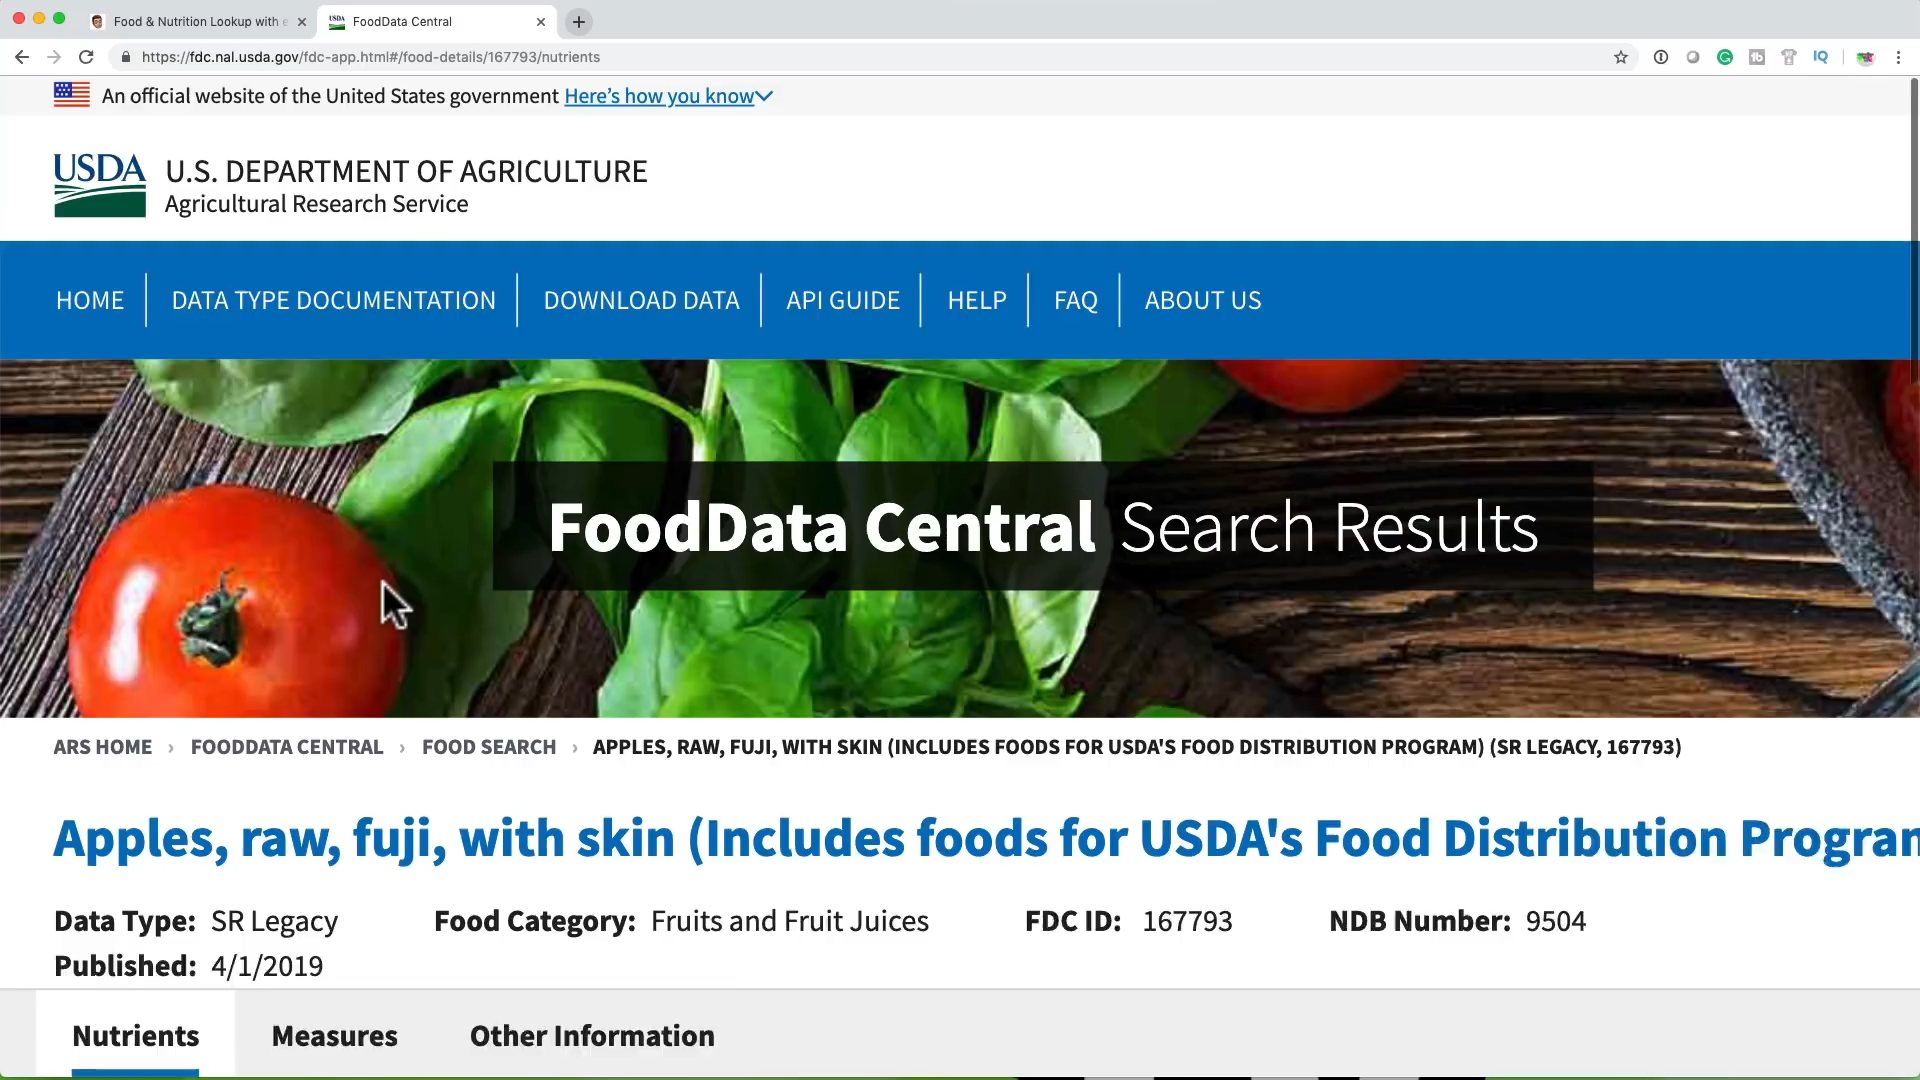 Food & Nutrition Lookup with e
FoodData Central
https://fdc.nal.usda.gov/fdc-app.html#/food-details/167793/nutrients
IQ
An official website of the United States government Here’s how you know
USDA
U.S. DEPARTMENT OF AGRICULTURE
Agricultural Research Service
HOME
DATA TYPE DOCUMENTATION
DOWNLOAD DATA
API GUIDE
HELP
FAQ
ABOUT US
FoodData Central Search Results
ARS HOME › FOODDATA CENTRAL › FOOD SEARCH › APPLES, RAW, FUJI, WITH SKIN (INCLUDES FOODS FOR USDA'S FOOD DISTRIBUTION PROGRAM) (SR LEGACY, 167793)
Apples, raw, fuji, with skin (Includes foods for USDA's Food Distribution Program
Data Type: SR Legacy Food Category: Fruits and Fruit Juices FDC ID: 167793 NDB Number: 9504
Published: 4/1/2019
Nutrients
Measures
Other Information